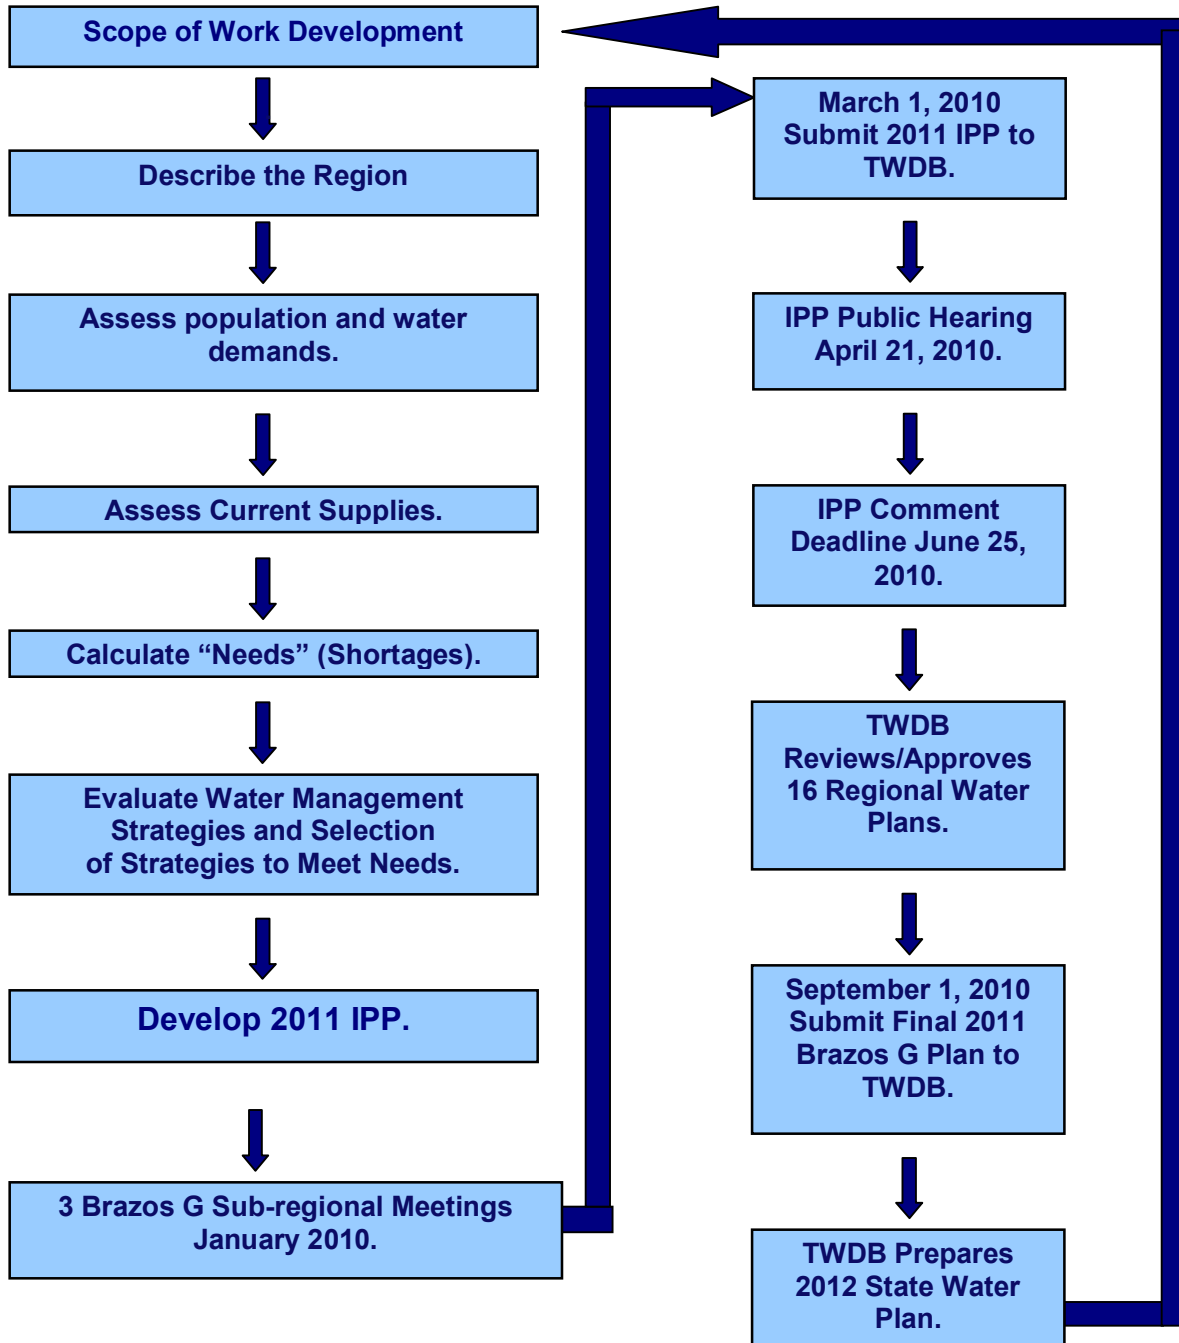 Scope of Work Development
Describe the Region
Assess population and water
demands.
Assess Current Supplies.
Calculate “Needs” (Shortages).
Evaluate Water Management
Strategies and Selection
of Strategies to Meet Needs.
Develop 2011 IPP.
3 Brazos G Sub-regional Meetings
January 2010.
March 1, 2010
Submit 2011 IPP to
TWDB.
IPP Public Hearing
April 21, 2010.
IPP Comment
Deadline June 25,
2010.
TWDB
Reviews/Approves
16 Regional Water
Plans.
September 1, 2010
Submit Final 2011
Brazos G Plan to
TWDB.
TWDB Prepares
2012 State Water
Plan.